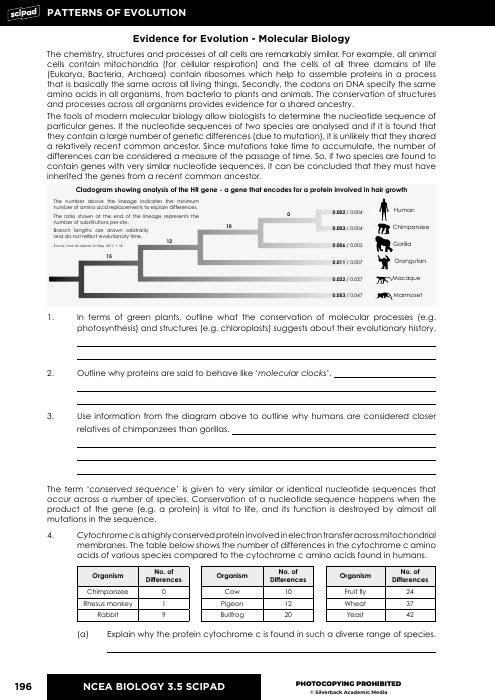 scipad PATTERNS OF EVOLUTION
Evidence for Evolution - Molecular Biology
The chemistry, structures and processes of all cells are remarkably similar. For example, all animal
cells contain mitochondria (for cellular respiration) and the cells of all three domains of life
(Eukarya, Bacteria, Archaea) contain ribosomes which help to assemble proteins in a process
that is basically the same across all living things. Secondly, the codons on DNA specify the same
amino acids in all organisms, from bacteria to plants and animals. The conservation of structures
and processes across all organisms provides evidence for a shared ancestry.
The tools of modern molecular biology allow biologists to determine the nucleotide sequence of
particular genes. If the nucleotide sequences of two species are analysed and if it is found that
they contain a large number of genetic differences (due to mutation), it is unlikely that they shared
a relatively recent common ancestor. Since mutations take time to accumulate, the number of
differences can be considered a measure of the passage of time. So, if two species are found to
contain genes with very similar nucleotide sequences, it can be concluded that they must have
inherited the genes from a recent common ancestor.
Cladogram showing analysis of the HR gene - a gene that encodes for a protein involved in hair growth
The number above the lineage indicates the minimum
number of amino acid replacements to explain differences.
The ratio shown at the end of the lineage represents the
number of substitutions per site.
Branch lengths are drawn arbitrarily
and do not reflect evolutionary time.
0
10
12
15
0.002 / 0.004 Human
0.003 / 0.004 Chimpanzee
0.006 / 0.003 Gorilla
0.011 / 0.007 Orangutan
0.022 / 0.027 Macaque
0.053 / 0.047 Marmoset
1. In terms of green plants, outline what the conservation of molecular processes (e.g.
photosynthesis) and structures (e.g. chloroplasts) suggests about their evolutionary history.
2. Outline why proteins are said to behave like ‘molecular clocks’.
3. Use information from the diagram above to outline why humans are considered closer
relatives of chimpanzees than gorillas.
The term ‘conserved sequence’ is given to very similar or identical nucleotide sequences that
occur across a number of species. Conservation of a nucleotide sequence happens when the
product of the gene (e.g. a protein) is vital to life, and its function is destroyed by almost all
mutations in the sequence.
4. Cytochrome c is a highly conserved protein involved in electron transfer across mitochondrial
membranes. The table below shows the number of differences in the cytochrome c amino
acids of various species compared to the cytochrome c amino acids found in humans.
Organism No. of Differences
Chimpanzee 0
Rhesus monkey 1
Rabbit 9
Organism No. of Differences
Cow 10
Pigeon 12
Bullfrog 20
Organism No. of Differences
Fruit fly 24
Wheat 37
Yeast 42
(a) Explain why the protein cytochrome c is found in such a diverse range of species.
196 NCEA BIOLOGY 3.5 SCIPAD
PHOTOCOPYING PROHIBITED
© Silverback Academic Media